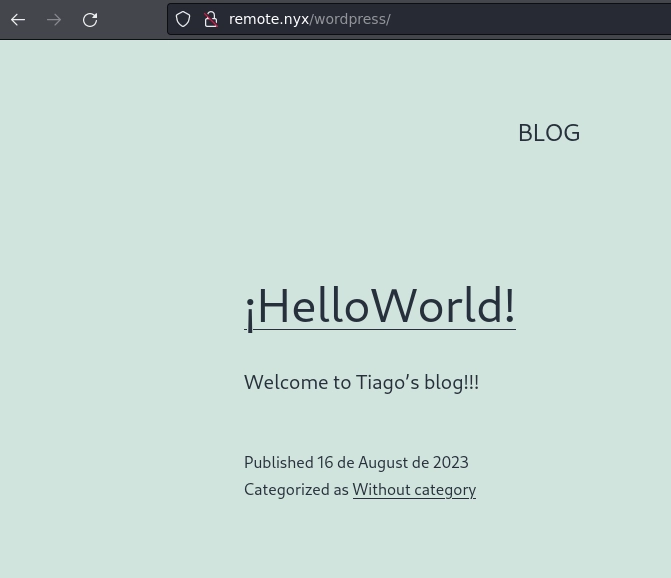 remote.nyx/wordpress/
BLOG
¡HelloWorld!
Welcome to Tiago’s blog!!!
Published 16 de August de 2023
Categorized as Without category